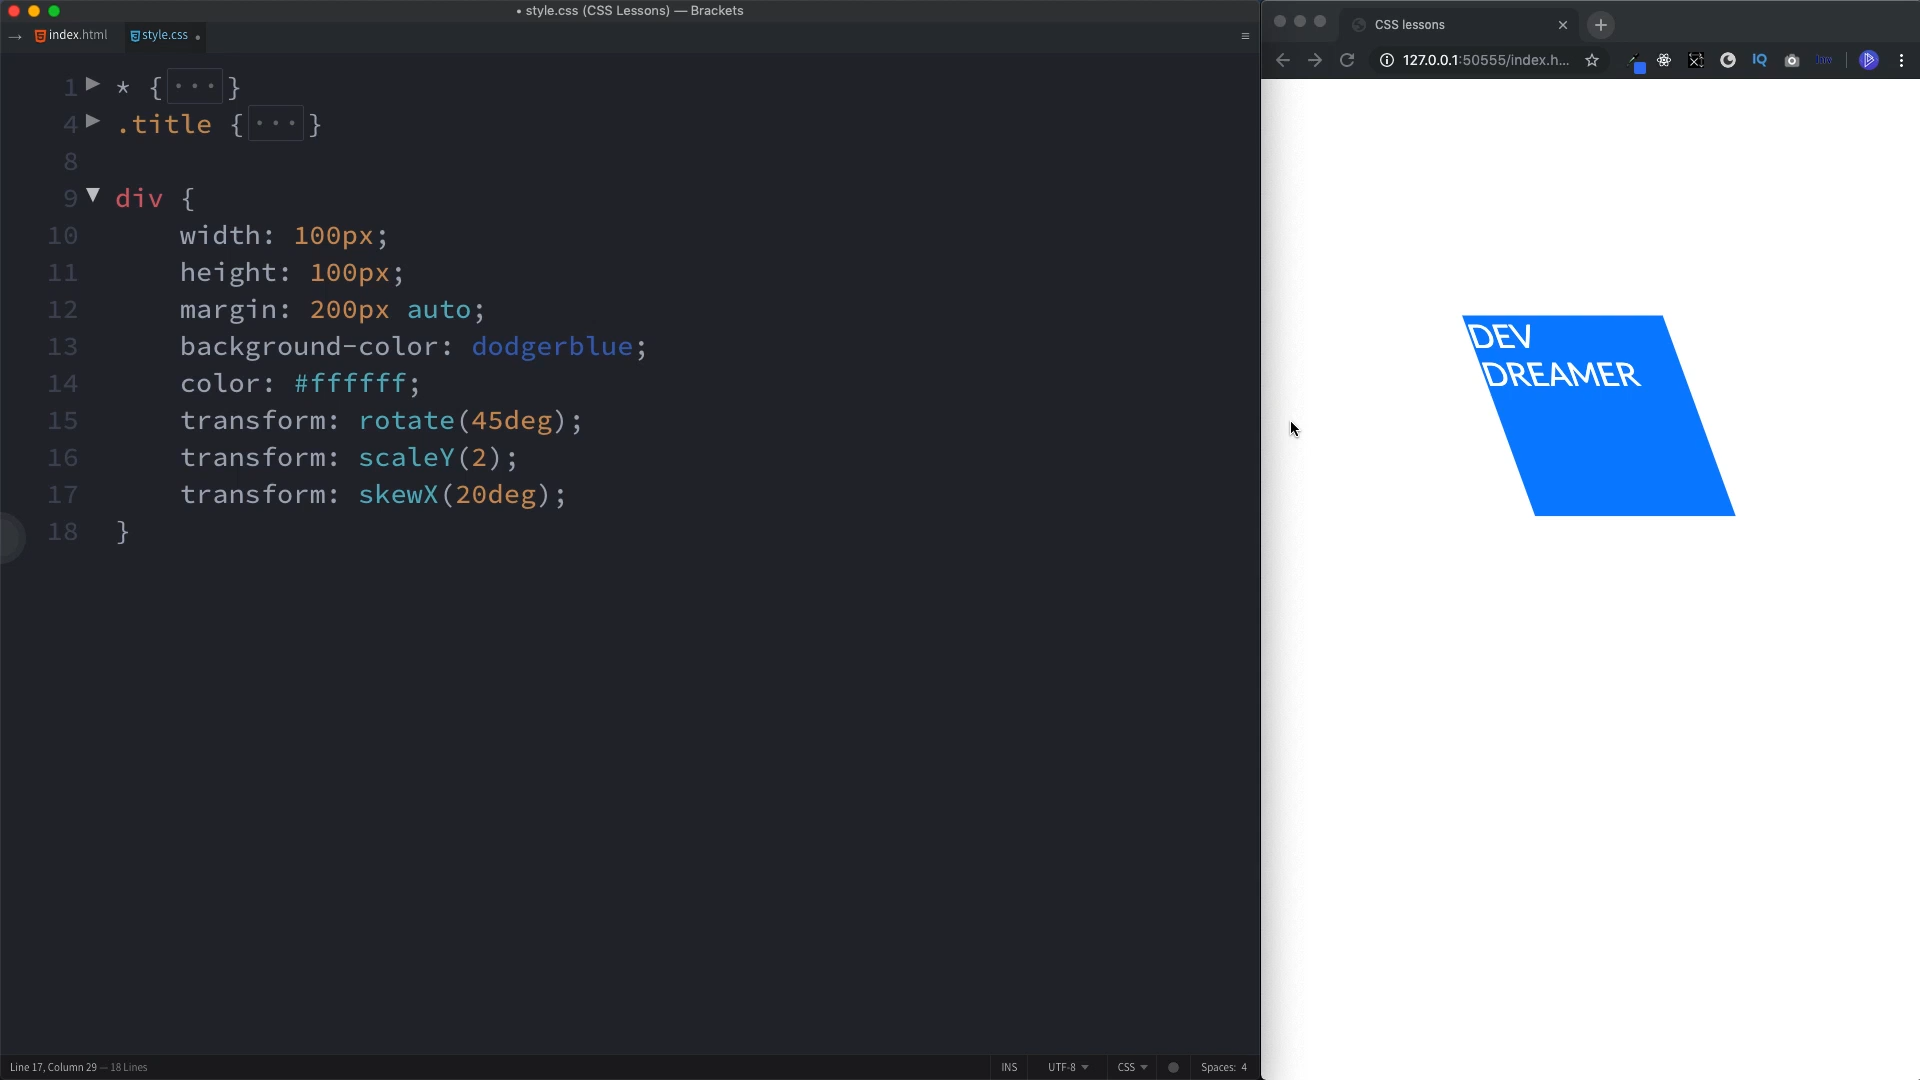 • style.css (CSS Lessons) — Brackets
index.html
style.css •
1 * {...}
4 .title {...}
8
9 div {
10 width: 100px;
11 height: 100px;
12 margin: 200px auto;
13 background-color: dodgerblue;
14 color: #ffffff;
15 transform: rotate(45deg);
16 transform: scaleY(2);
17 transform: skewX(20deg);
18 }
Line 17, Column 29 — 18 Lines
INS
UTF-8
CSS
Spaces: 4
CSS lessons
127.0.0.1:50555/index.h...
IQ
DEV
DREAMER